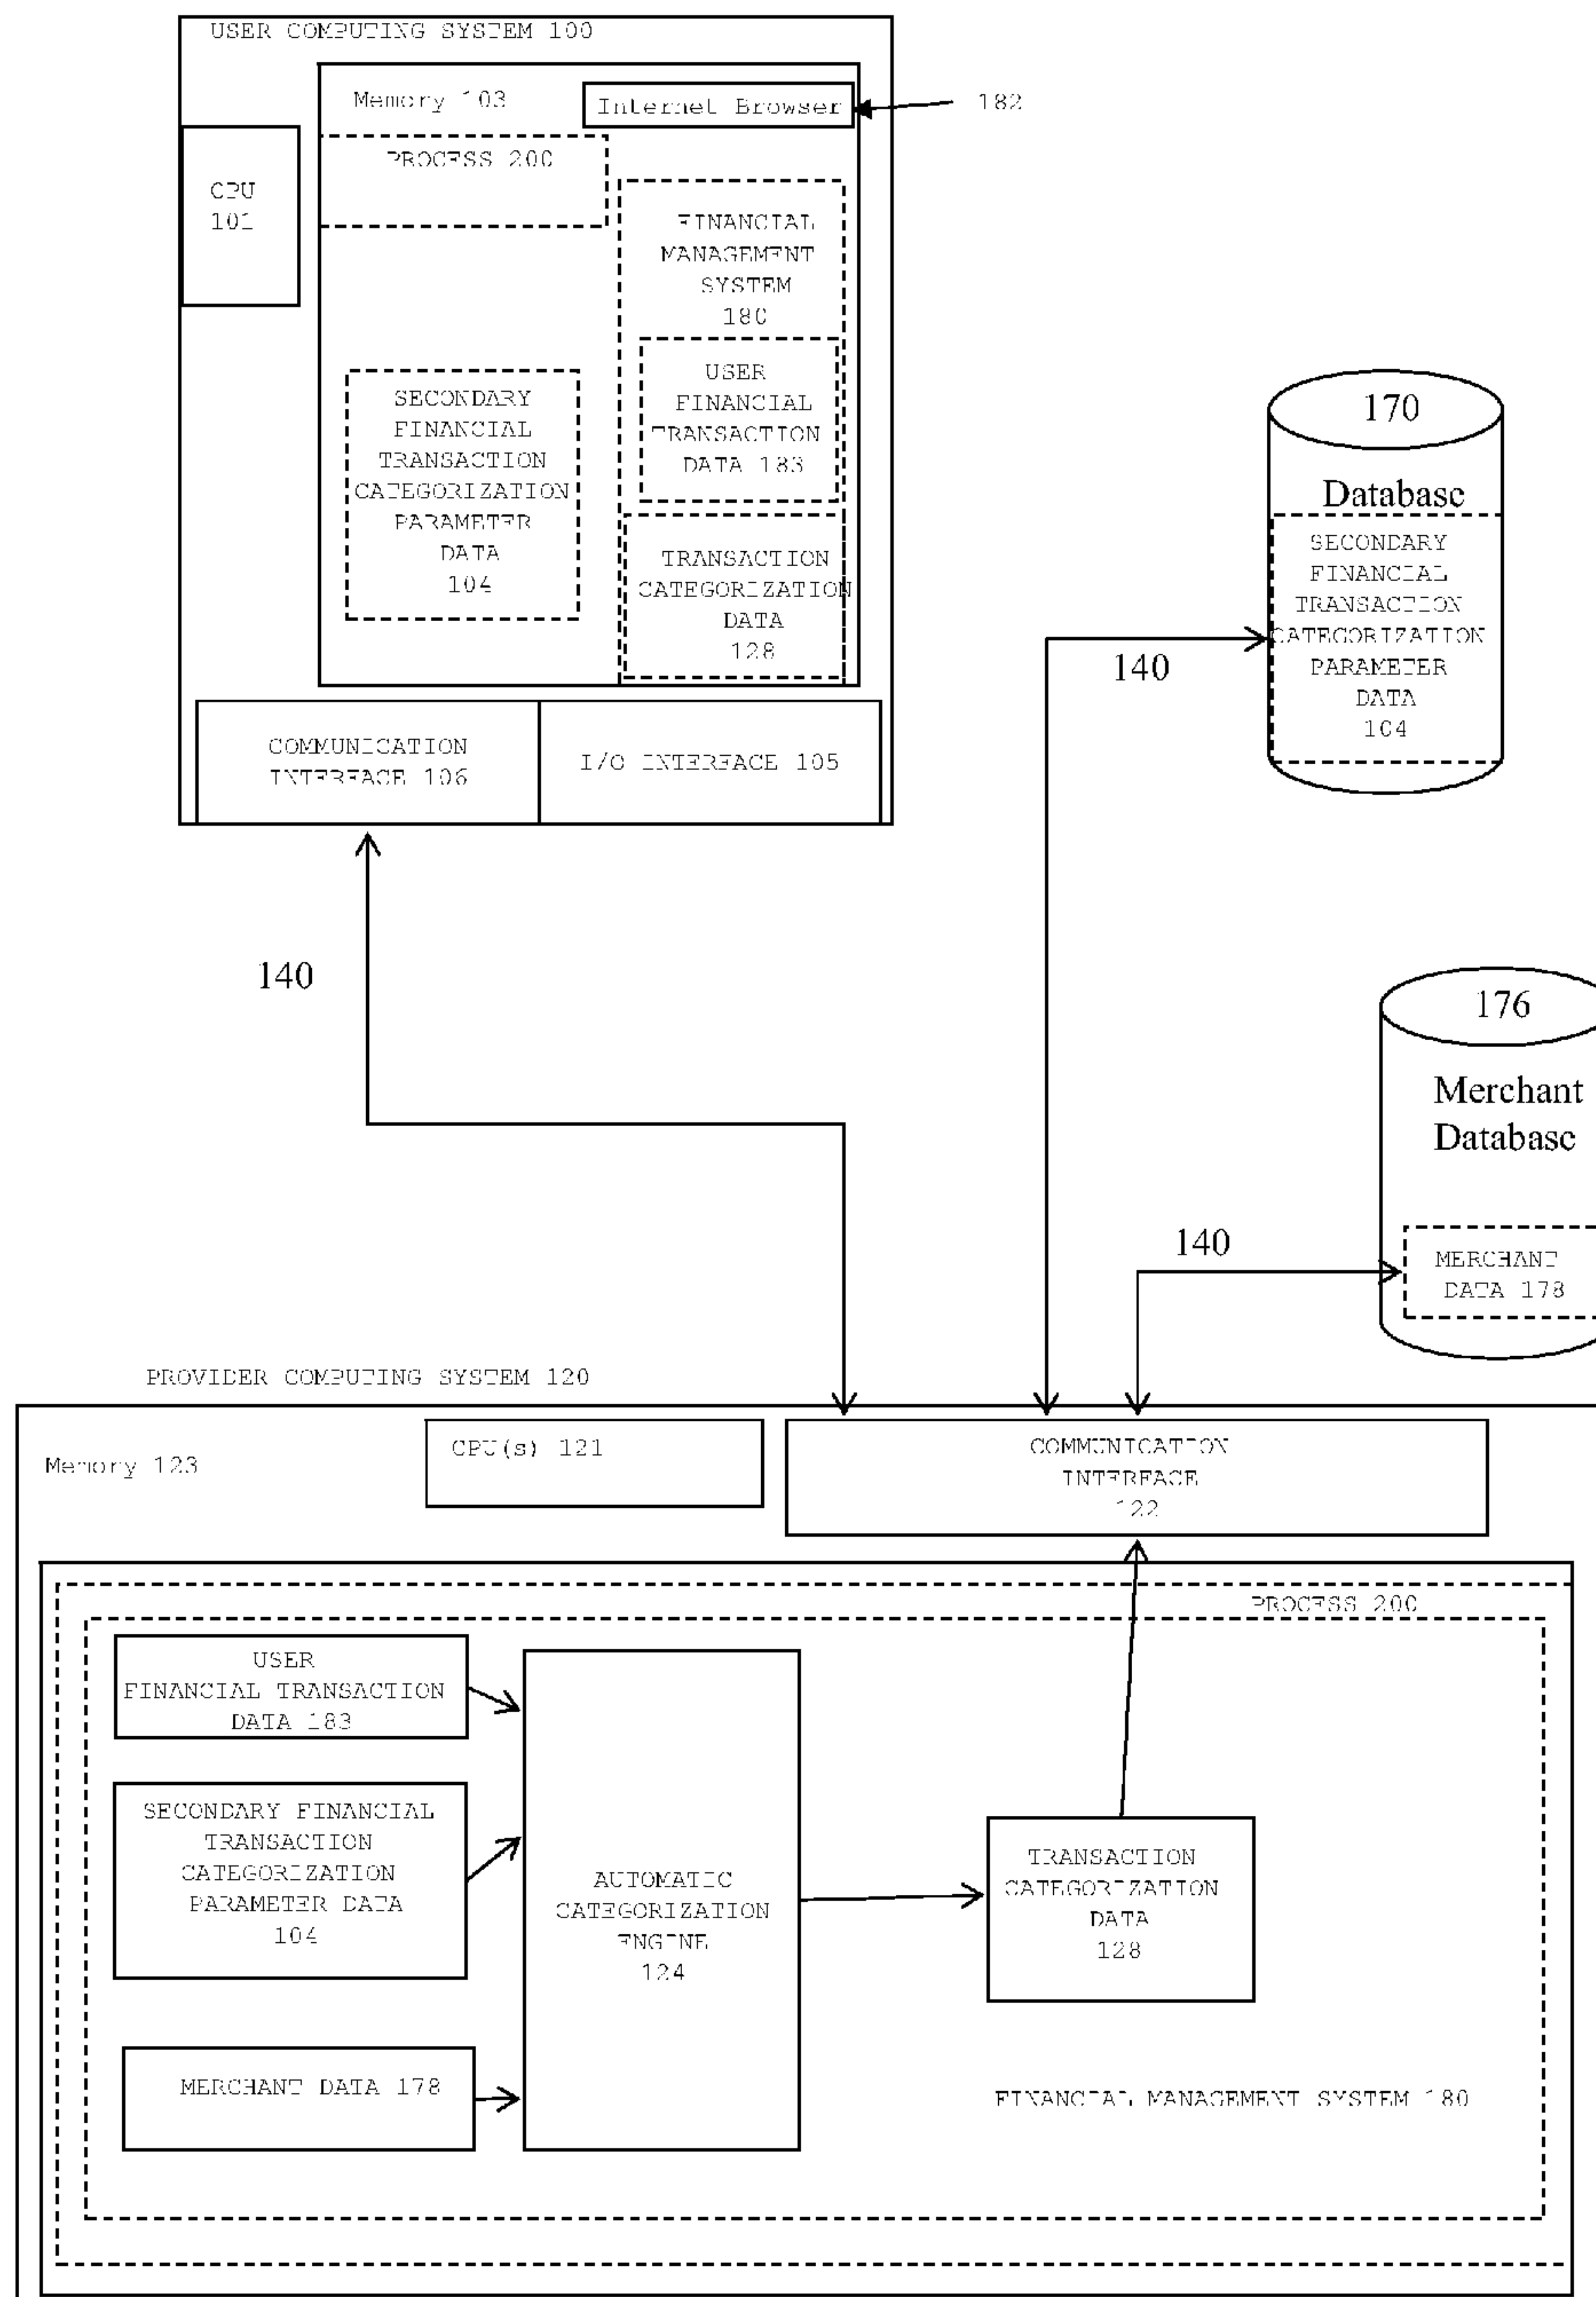 USER COMPUTING SYSTEM 100
Memory 103
Internet Browser
182
PROCESS 200
CPU
101
FINANCIAL
MANAGEMENT
SYSTEM
180
USER
FINANCIAL
TRANSACTION
DATA 183
SECONDARY
FINANCIAL
TRANSACTION
CATEGORIZATION
PARAMETER
DATA
104
TRANSACTION
CATEGORIZATION
DATA
128
COMMUNICATION
INTERFACE 106
I/O INTERFACE 105
170
Database
SECONDARY
FINANCIAL
TRANSACTION
CATEGORIZATION
PARAMETER
DATA
104
140
140
176
Merchant
Database
140
MERCHANT
DATA 178
PROVIDER COMPUTING SYSTEM 120
Memory 123
CPU(s) 121
COMMUNICATION
INTERFACE
122
PROCESS 200
USER
FINANCIAL TRANSACTION
DATA 183
SECONDARY FINANCIAL
TRANSACTION
CATEGORIZATION
PARAMETER DATA
104
MERCHANT DATA 178
AUTOMATIC
CATEGORIZATION
ENGINE
124
TRANSACTION
CATEGORIZATION
DATA
128
FINANCIAL MANAGEMENT SYSTEM 180